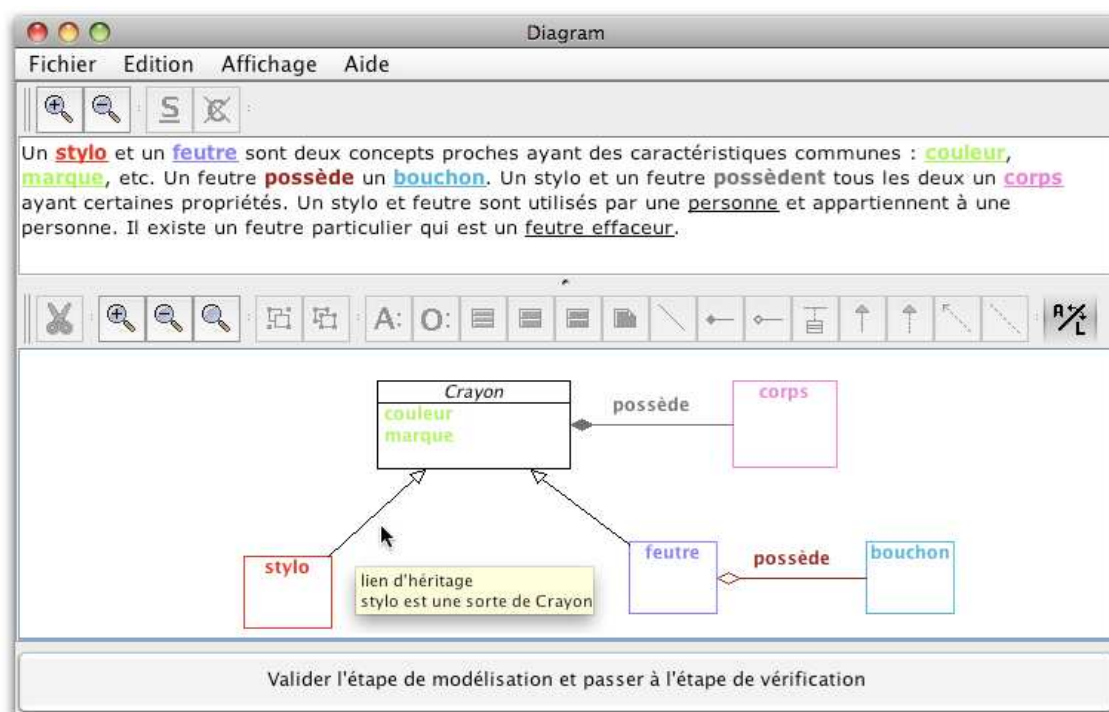 Diagram
Fichier Edition Affichage Aide
S C
Un stylo et un feutre sont deux concepts proches ayant des caractéristiques communes : couleur,
marque, etc. Un feutre possède un bouchon. Un stylo et un feutre possèdent tous les deux un corps
ayant certaines propriétés. Un stylo et feutre sont utilisés par une personne et appartiennent à une
personne. Il existe un feutre particulier qui est un feutre effaceur.
A: O: A L
Crayon
couleur
marque
possède
corps
stylo
lien d'héritage
stylo est une sorte de Crayon
feutre
possède
bouchon
Valider l'étape de modélisation et passer à l'étape de vérification